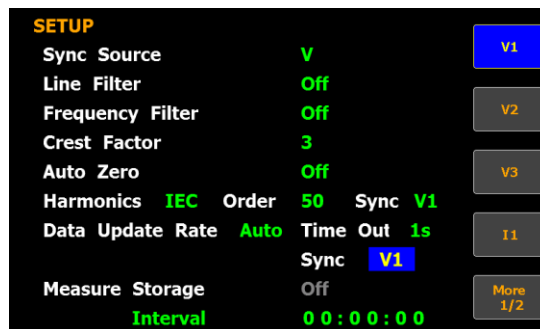 SETUP
Sync Source V
Line Filter Off
Frequency Filter Off
Crest Factor 3
Auto Zero Off
Harmonics IEC Order 50 Sync V1
Data Update Rate Auto Time Out 1s
Sync V1
Measure Storage Off
Interval 00:00:00
V1
V2
V3
I1
More
1/2